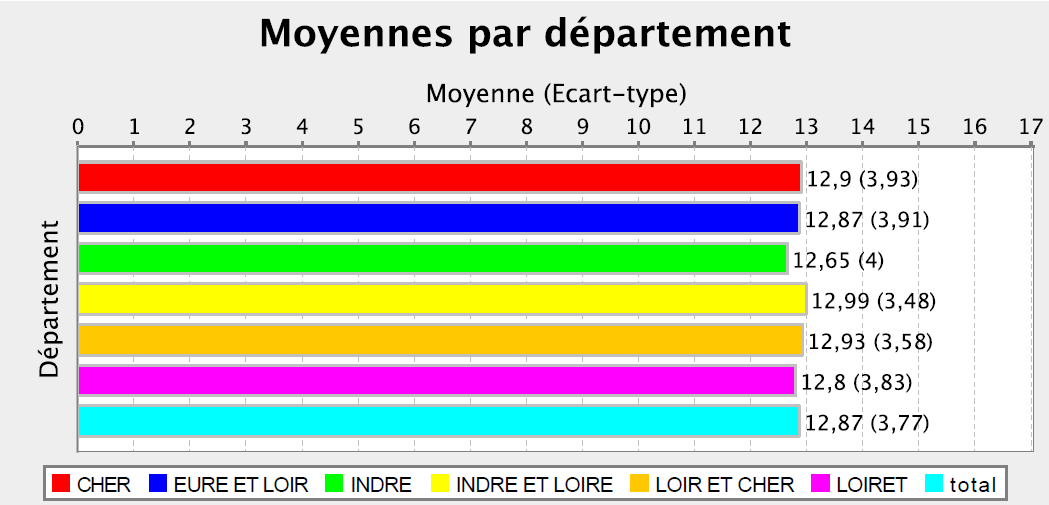 Moyennes par département
Moyenne (Ecart-type)
0 1 2 3 4 5 6 7 8 9 10 11 12 13 14 15 16 17
Département
12,9 (3,93)
12,87 (3,91)
12,65 (4)
12,99 (3,48)
12,93 (3,58)
12,8 (3,83)
12,87 (3,77)
CHER EURE ET LOIR INDRE INDRE ET LOIRE LOIR ET CHER LOIRET total